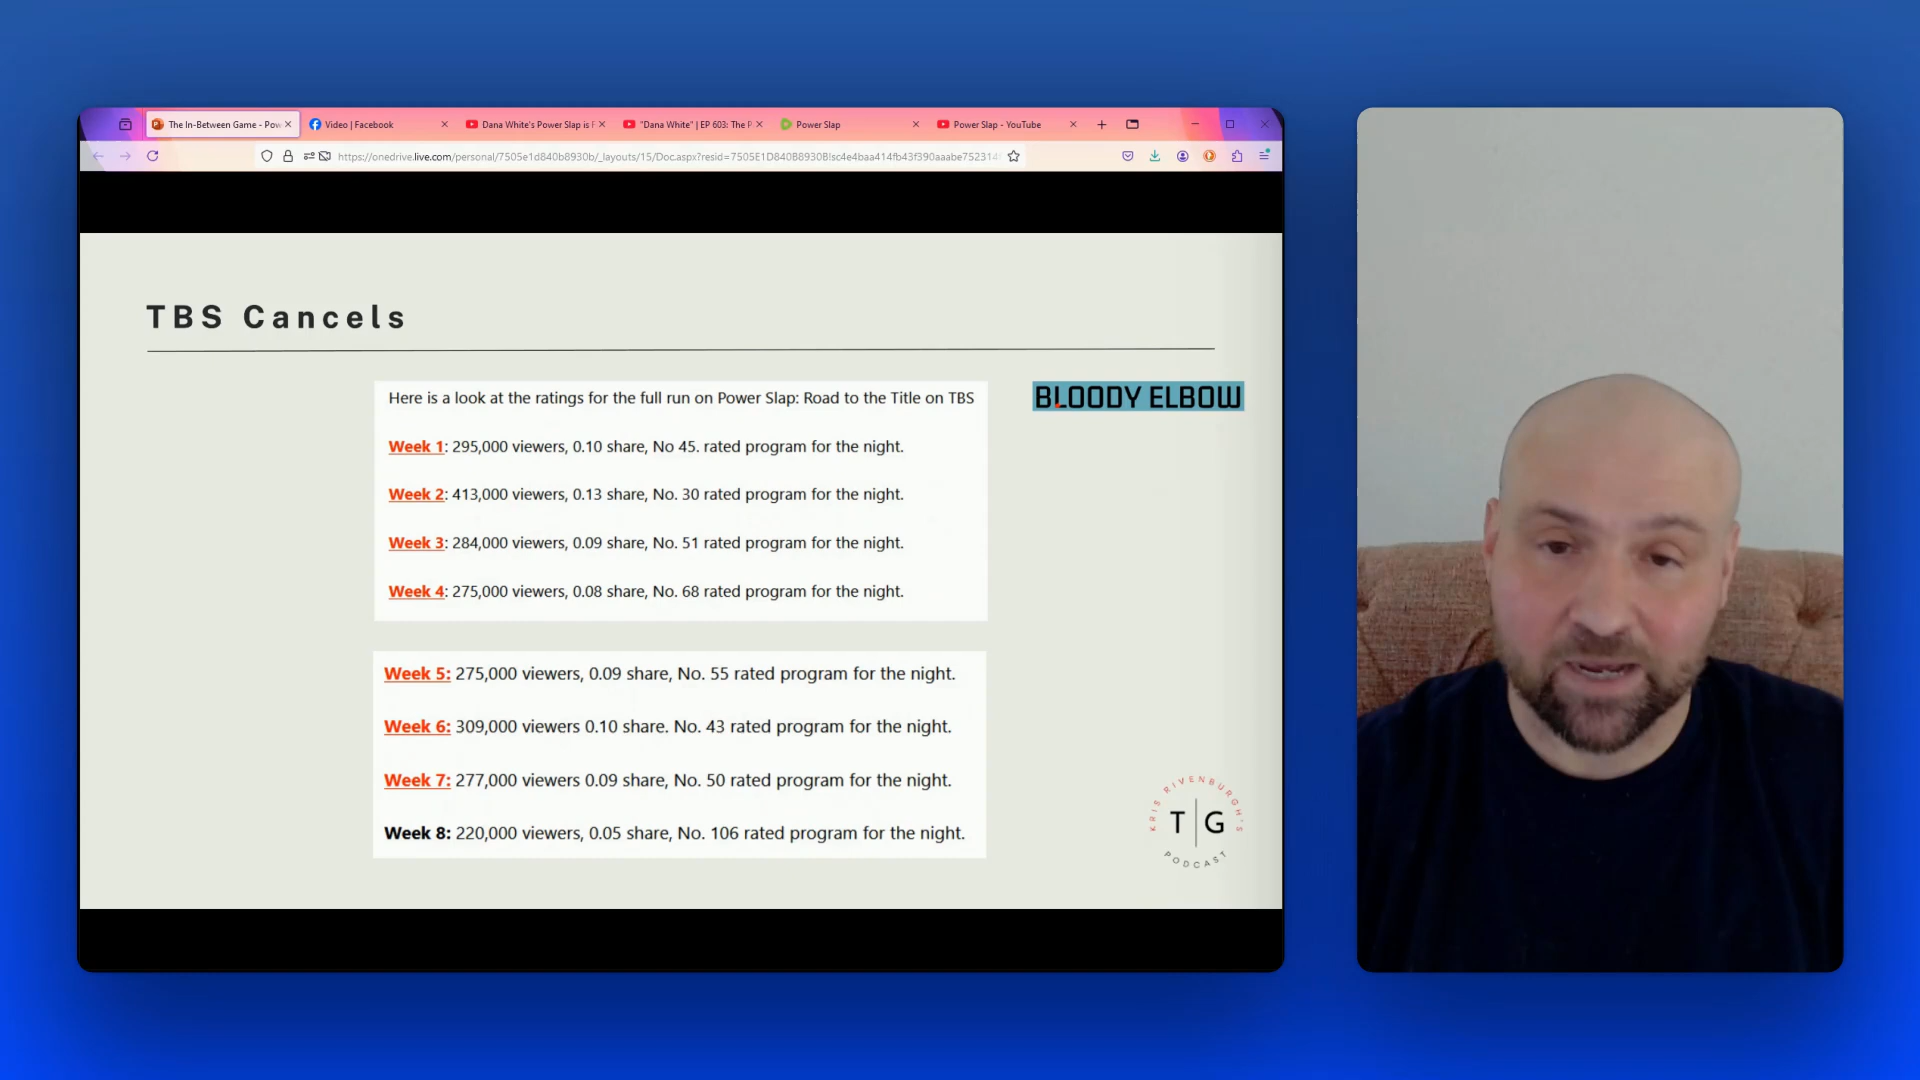 The In-Between Game - Pow
Video | Facebook
Dana White's Power Slap is F
"Dana White" | EP 603: The P
Power Slap
Power Slap - YouTube
https://onedrive.live.com/personal/7505e1d840b8930b/_layouts/15/Doc.aspx?resid=7505E1D840B8930B!sc4e4baa414fb43f390aaabe752314
TBS Cancels
Here is a look at the ratings for the full run on Power Slap: Road to the Title on TBS
BLOODY ELBOW
Week 1: 295,000 viewers, 0.10 share, No 45. rated program for the night.
Week 2: 413,000 viewers, 0.13 share, No. 30 rated program for the night.
Week 3: 284,000 viewers, 0.09 share, No. 51 rated program for the night.
Week 4: 275,000 viewers, 0.08 share, No. 68 rated program for the night.
Week 5: 275,000 viewers, 0.09 share, No. 55 rated program for the night.
Week 6: 309,000 viewers 0.10 share. No. 43 rated program for the night.
Week 7: 277,000 viewers 0.09 share, No. 50 rated program for the night.
Week 8: 220,000 viewers, 0.05 share, No. 106 rated program for the night.
KRIS RIVENBURGH'S
T|G
PODCAST